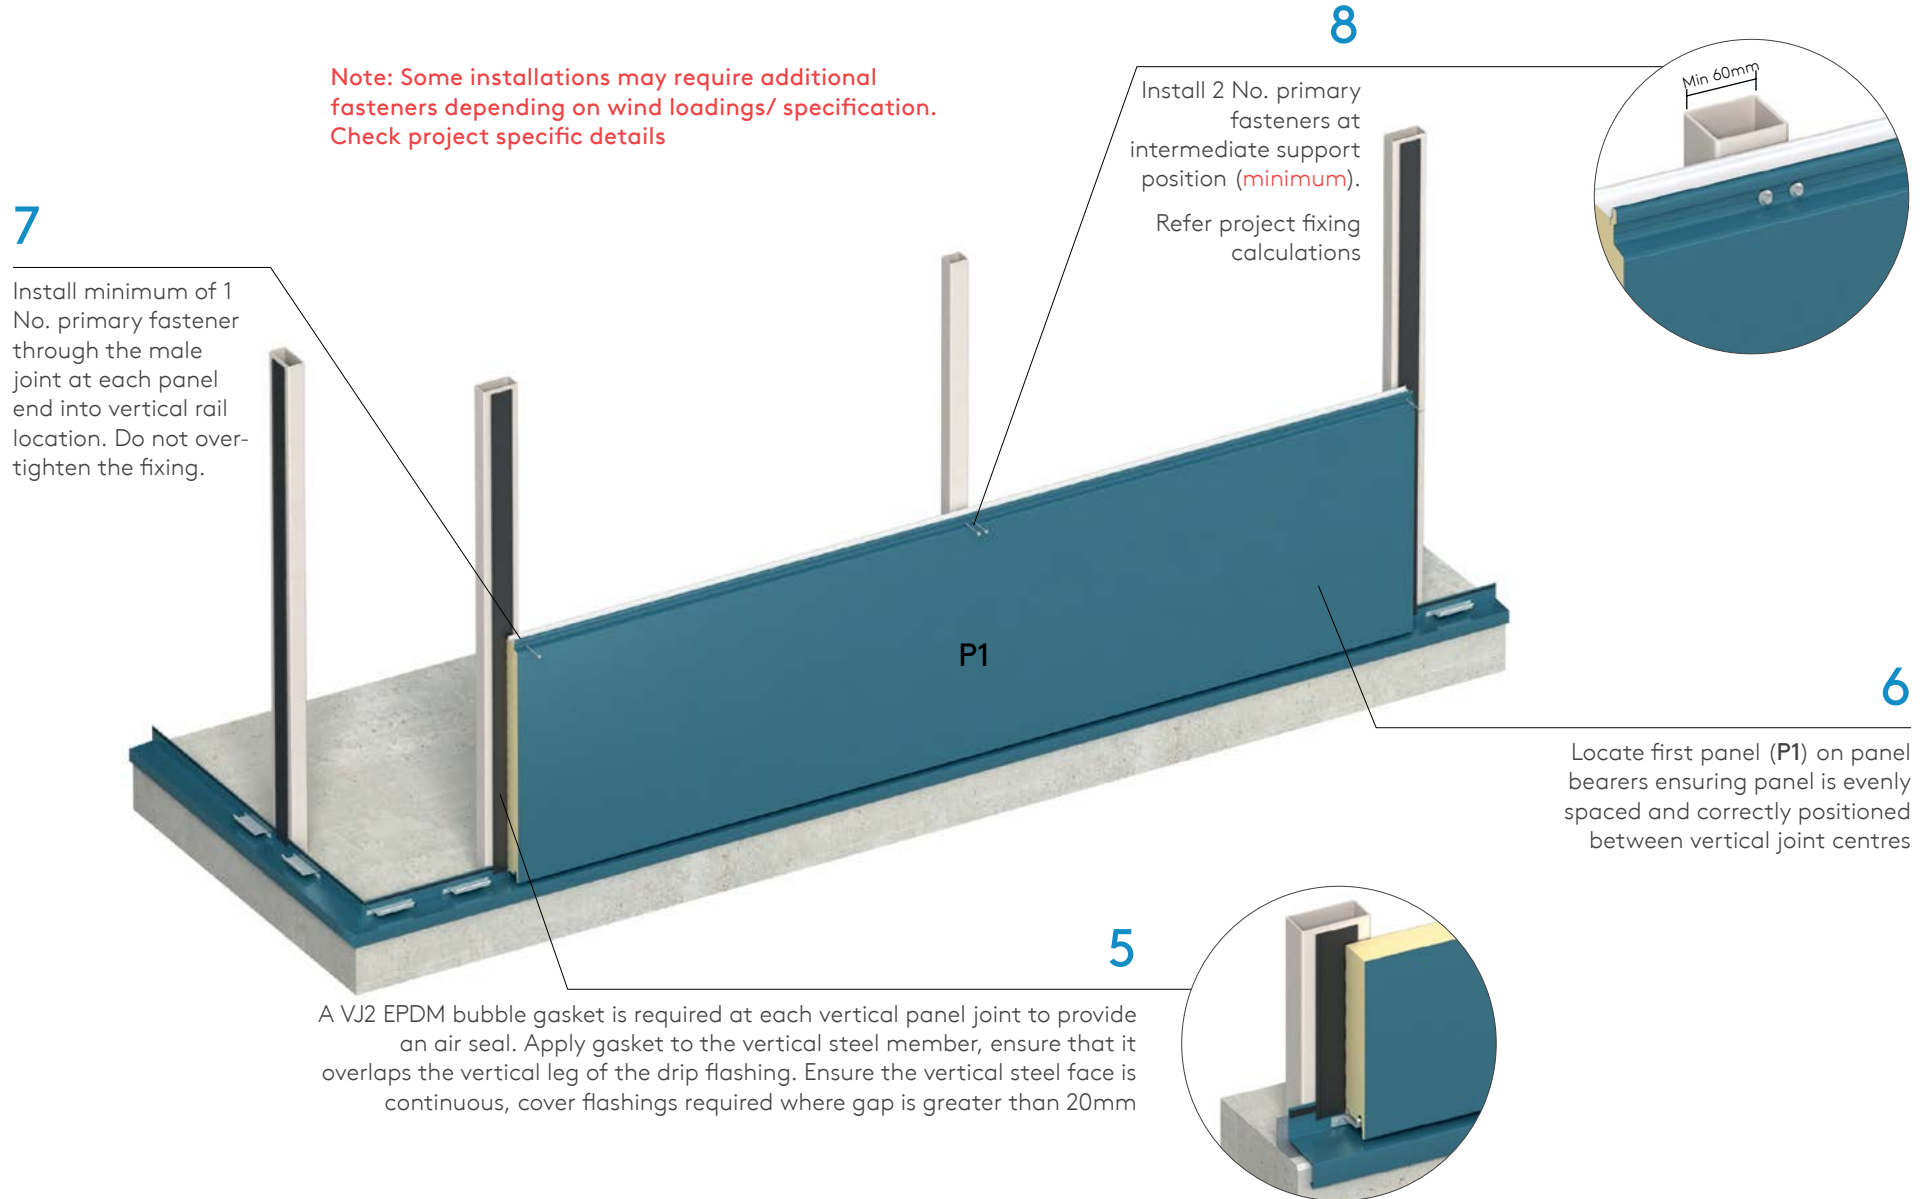 8
Note: Some installations may require additional
fasteners depending on wind loadings/ specification.
Check project specific details
Install 2 No. primary
fasteners at
intermediate support
position (minimum).
Refer project fixing
calculations
Min 60mm
7
Install minimum of 1
No. primary fastener
through the male
joint at each panel
end into vertical rail
location. Do not over-
tighten the fixing.
P1
6
Locate first panel (P1) on panel
bearers ensuring panel is evenly
spaced and correctly positioned
between vertical joint centres
5
A VJ2 EPDM bubble gasket is required at each vertical panel joint to provide
an air seal. Apply gasket to the vertical steel member, ensure that it
overlaps the vertical leg of the drip flashing. Ensure the vertical steel face is
continuous, cover flashings required where gap is greater than 20mm